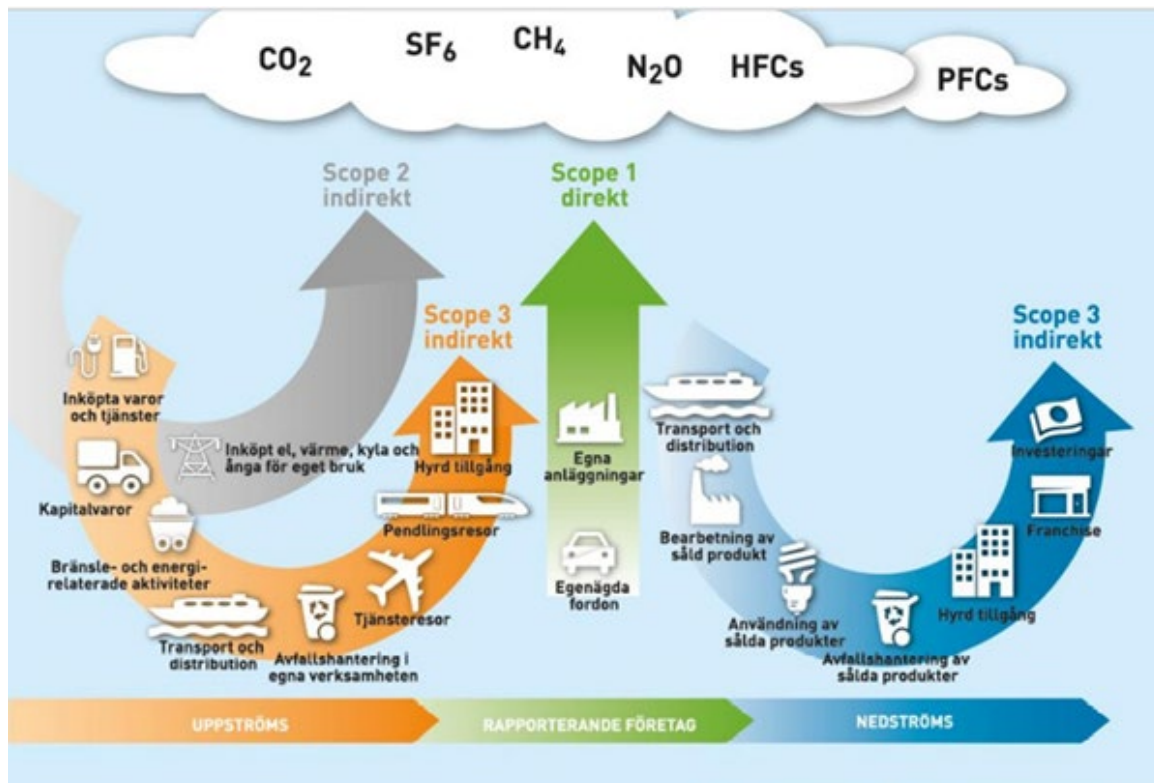 CO2
SF6
CH4
N2O
HFCs
PFCs
Scope 2
indirekt
Scope 1
direkt
Scope 3
indirekt
Scope 3
indirekt
Inköpta varor
och tjänster
Kapitalvaror
Bränsle- och energi-
relaterade aktiviteter
Transport och
distribution
Avfallshantering i
egna verksamheten
Tjänsteresor
Pendlingsresor
Hyrd tillgång
Inköpt el, värme, kyla och
ånga för eget bruk
Egna
anläggningar
Egenägda
fordon
Transport och
distribution
Bearbetning av
såld produkt
Användning av
sålda produkter
Avfallshantering av
sålda produkter
Hyrd tillgång
Franchise
Investeringar
UPPSTRÖMS
RAPPORTERANDE FÖRETAG
NEDSTRÖMS